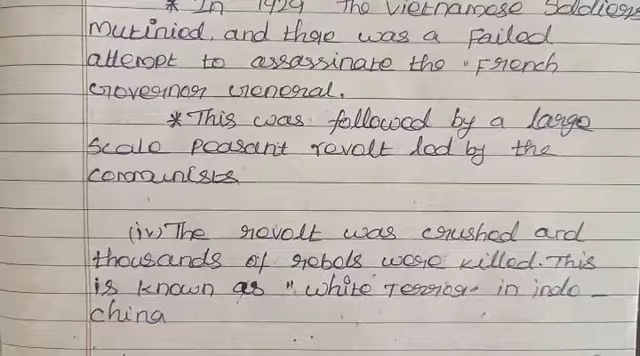 * In 1929 The Vietnamese Soldiers
mutinied, and there was a Failed
attempt to assassinate the "French
Governor General.
* This was followed by a large
scale peasant revolt led by the
communists
(iv) The revolt was crushed and
thousands of rebels were killed. This
is known as "white Terror" in indo -
china